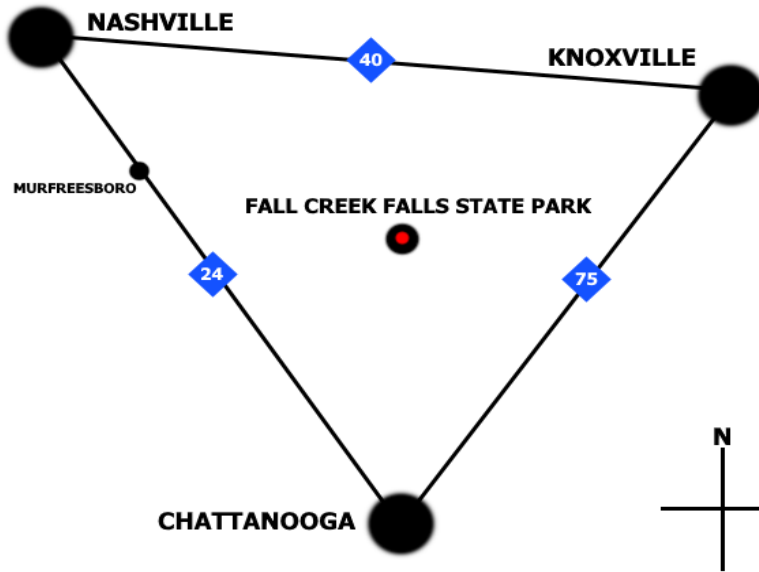 NASHVILLE
40
KNOXVILLE
MURFREESBORO
FALL CREEK FALLS STATE PARK
24
75
N
CHATTANOOGA